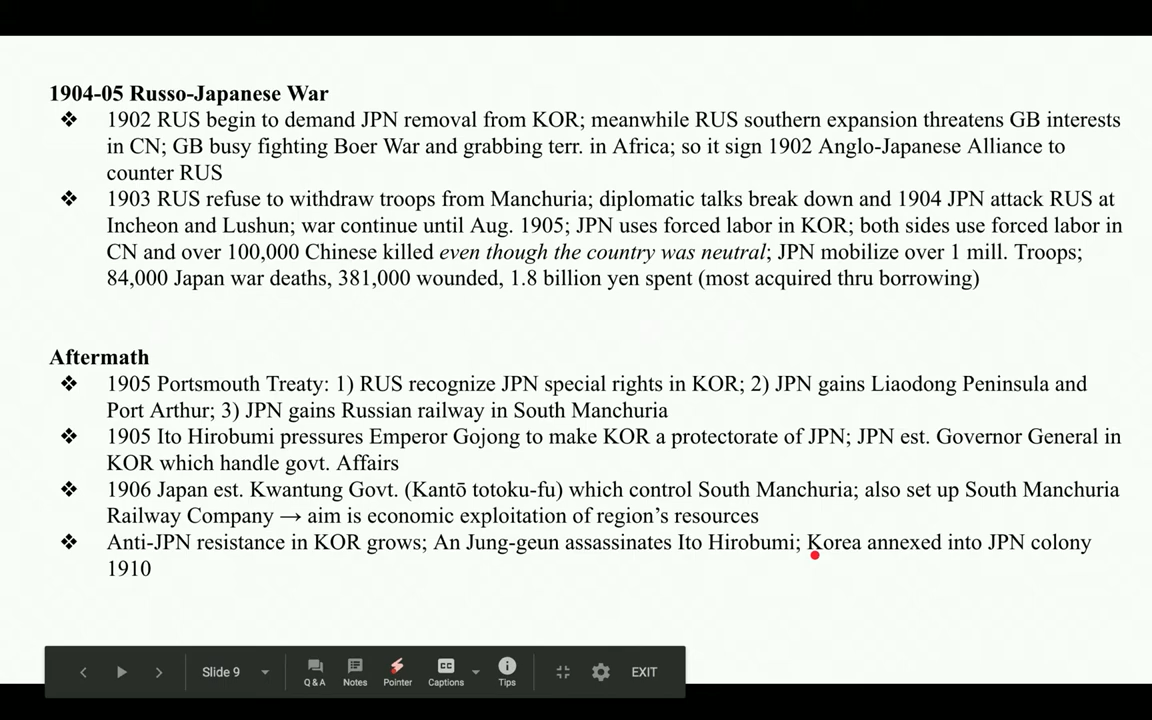 1904-05 Russo-Japanese War
❖ 1902 RUS begin to demand JPN removal from KOR; meanwhile RUS southern expansion threatens GB interests
in CN; GB busy fighting Boer War and grabbing terr. in Africa; so it sign 1902 Anglo-Japanese Alliance to
counter RUS
❖ 1903 RUS refuse to withdraw troops from Manchuria; diplomatic talks break down and 1904 JPN attack RUS at
Incheon and Lushun; war continue until Aug. 1905; JPN uses forced labor in KOR; both sides use forced labor in
CN and over 100,000 Chinese killed even though the country was neutral; JPN mobilize over 1 mill. Troops;
84,000 Japan war deaths, 381,000 wounded, 1.8 billion yen spent (most acquired thru borrowing)
Aftermath
❖ 1905 Portsmouth Treaty: 1) RUS recognize JPN special rights in KOR; 2) JPN gains Liaodong Peninsula and
Port Arthur; 3) JPN gains Russian railway in South Manchuria
❖ 1905 Ito Hirobumi pressures Emperor Gojong to make KOR a protectorate of JPN; JPN est. Governor General in
KOR which handle govt. Affairs
❖ 1906 Japan est. Kwantung Govt. (Kantō totoku-fu) which control South Manchuria; also set up South Manchuria
Railway Company → aim is economic exploitation of region’s resources
❖ Anti-JPN resistance in KOR grows; An Jung-geun assassinates Ito Hirobumi; Korea annexed into JPN colony
1910
Slide 9
Q&A Notes Pointer Captions Tips EXIT
CC